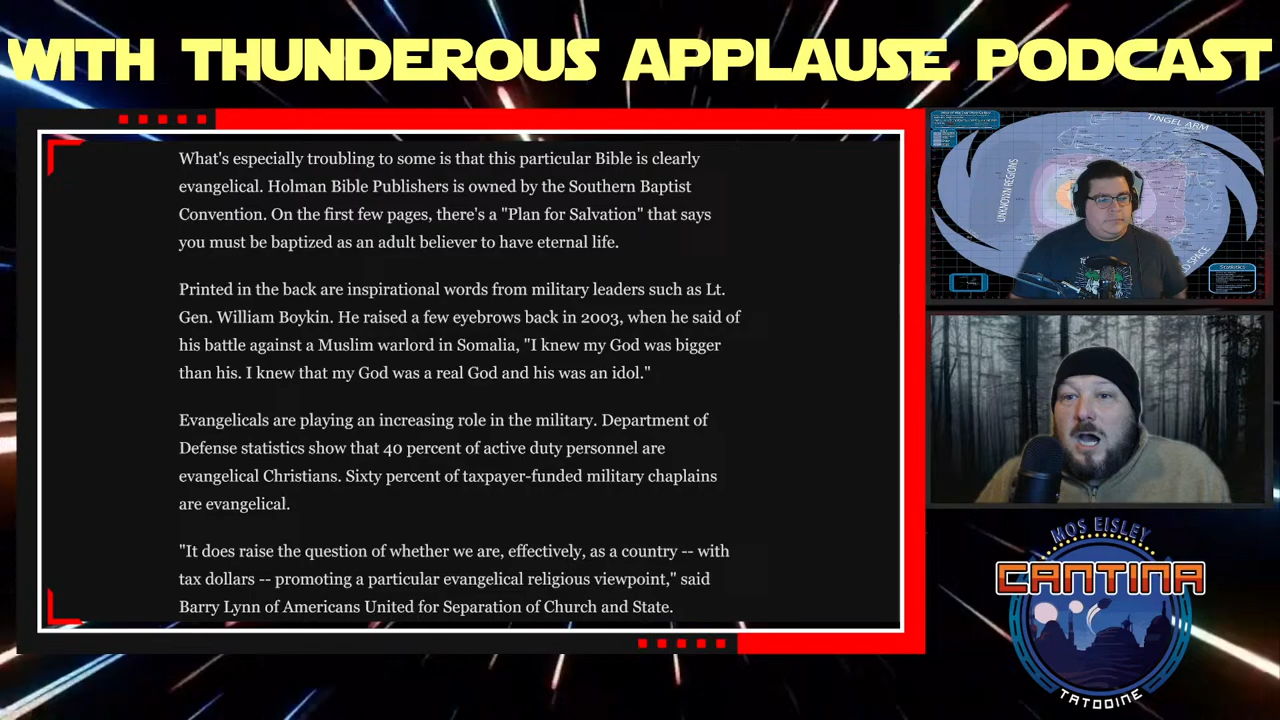 WITH THUNDEROUS APPLAUSE PODCAST
What's especially troubling to some is that this particular Bible is clearly
evangelical. Holman Bible Publishers is owned by the Southern Baptist
Convention. On the first few pages, there's a "Plan for Salvation" that says
you must be baptized as an adult believer to have eternal life.
Printed in the back are inspirational words from military leaders such as Lt.
Gen. William Boykin. He raised a few eyebrows back in 2003, when he said of
his battle against a Muslim warlord in Somalia, "I knew my God was bigger
than his. I knew that my God was a real God and his was an idol."
Evangelicals are playing an increasing role in the military. Department of
Defense statistics show that 40 percent of active duty personnel are
evangelical Christians. Sixty percent of taxpayer-funded military chaplains
are evangelical.
"It does raise the question of whether we are, effectively, as a country -- with
tax dollars -- promoting a particular evangelical religious viewpoint," said
Barry Lynn of Americans United for Separation of Church and State.
TINGEL ARM
UNKNOWN REGIONS
SPACE
Statistics
MOS EISLEY
CANTINA
TATOOINE